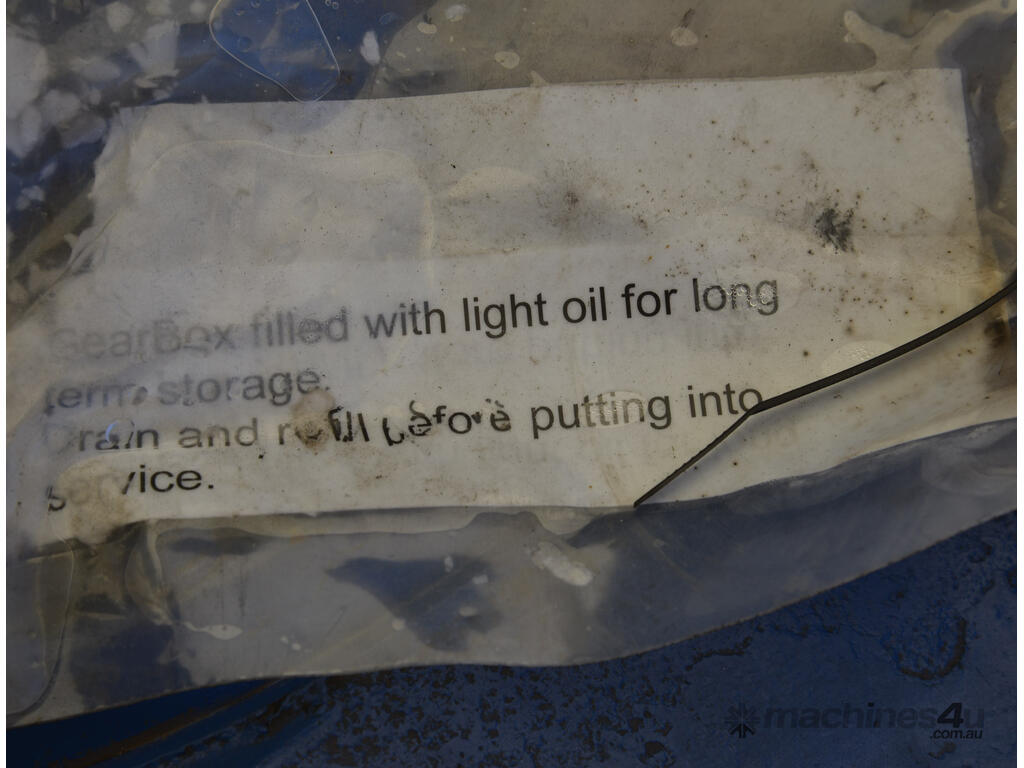 GearBox filled with light oil for long
term storage.
Drain and refill before putting into
service.
machines4u
.com.au